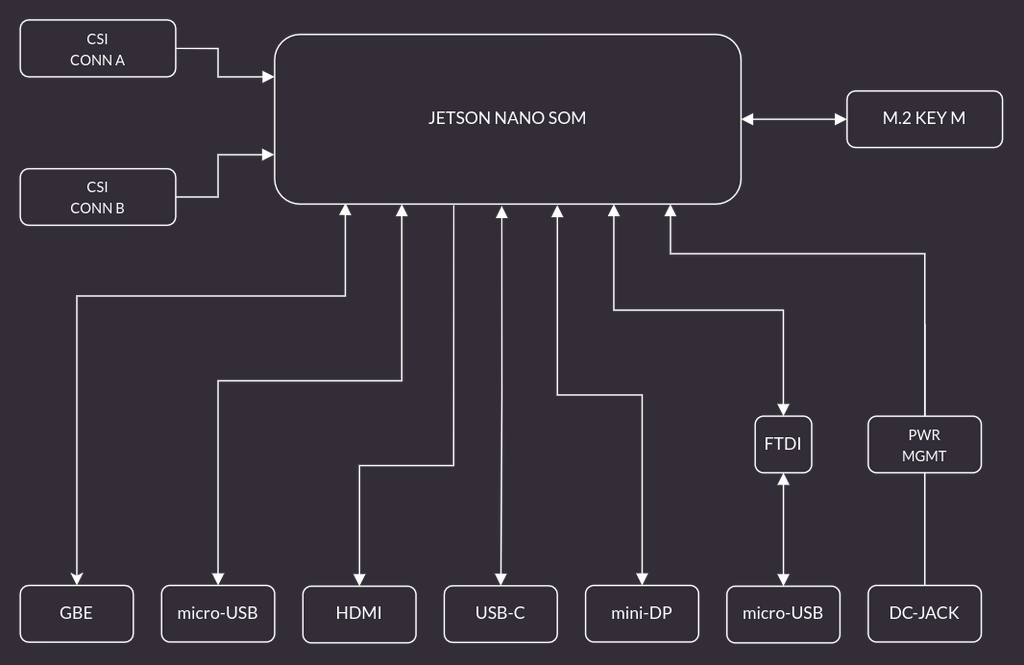 CSI
CONN A
JETSON NANO SOM
M.2 KEY M
CSI
CONN B
FTDI
PWR
MGMT
GBE
micro-USB
HDMI
USB-C
mini-DP
micro-USB
DC-JACK